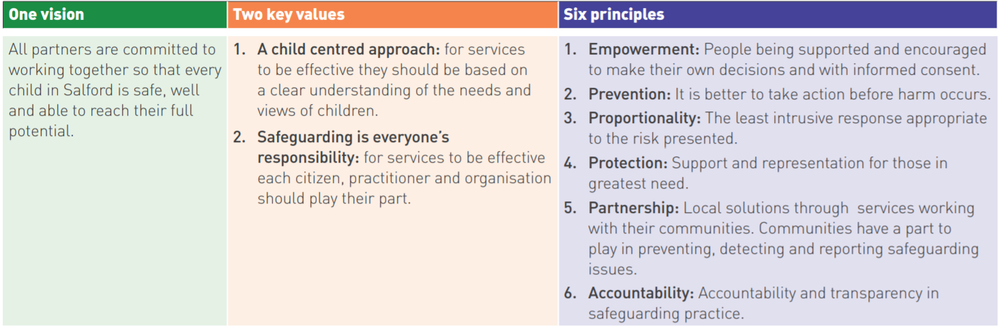 One vision
All partners are committed to
working together so that every
child in Salford is safe, well
and able to reach their full
potential.
Two key values
1. A child centred approach: for services
to be effective they should be based on
a clear understanding of the needs and
views of children.
2. Safeguarding is everyone's
responsibility: for services to be effective
each citizen, practitioner and organisation
should play their part.
Six principles
1. Empowerment: People being supported and encouraged
to make their own decisions and with informed consent.
2. Prevention: It is better to take action before harm occurs.
3. Proportionality: The least intrusive response appropriate
to the risk presented.
4. Protection: Support and representation for those in
greatest need.
5. Partnership: Local solutions through services working
with their communities. Communities have a part to
play in preventing, detecting and reporting safeguarding
issues.
6. Accountability: Accountability and transparency in
safeguarding practice.